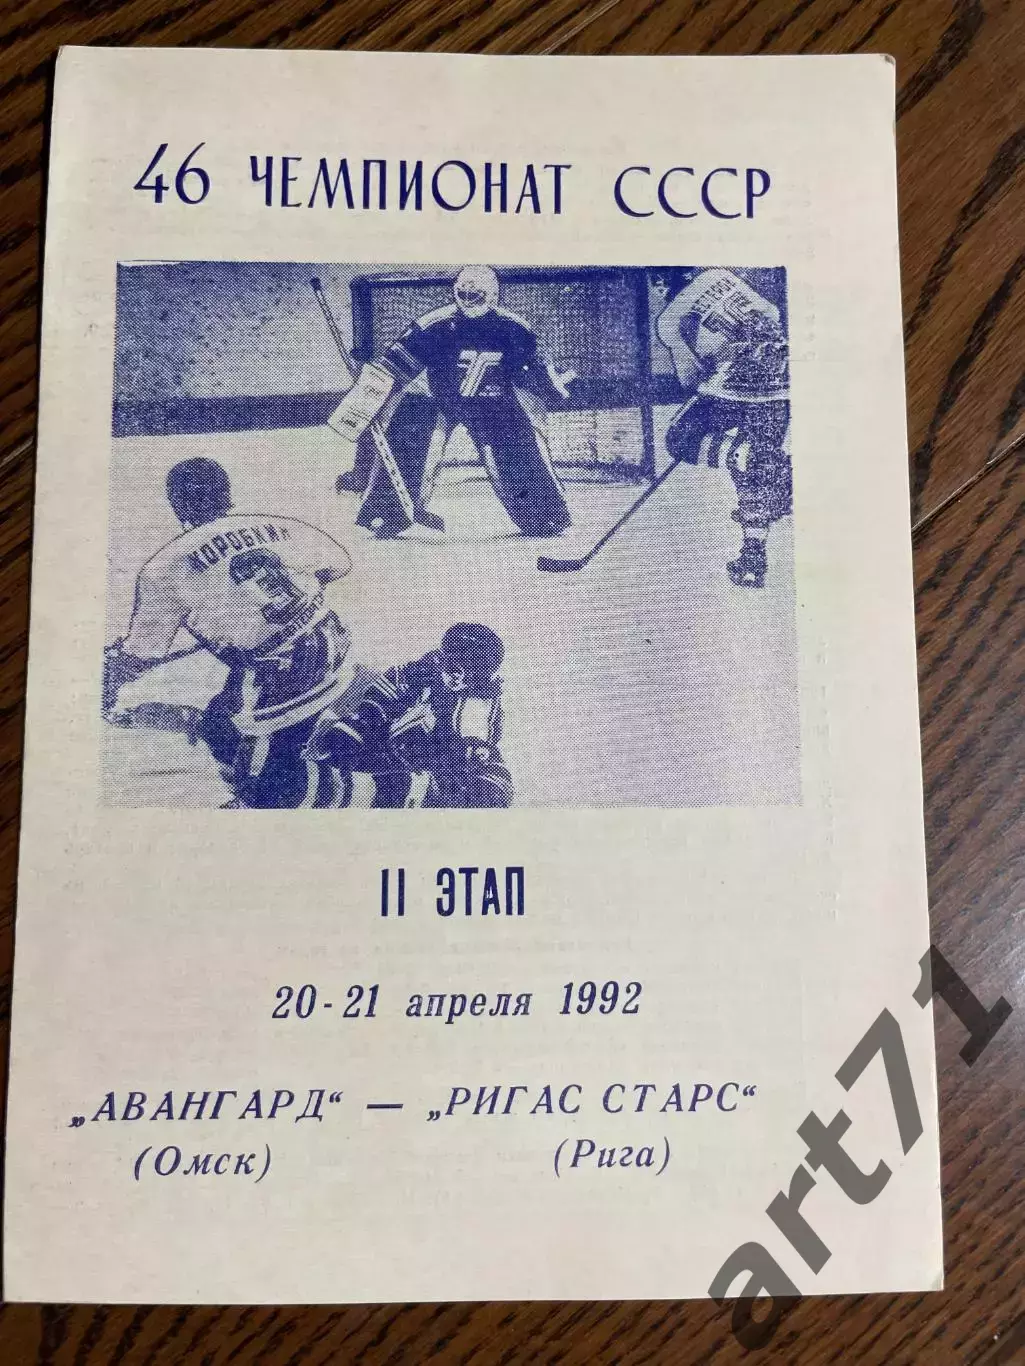 46 ЧЕМПИОНАТ СССР
КОРОБКИН
II ЭТАП
20-21 апреля 1992
„АВАНГАРД“ — „РИГАС СТАРС“
(Омск) (Рига)
art71